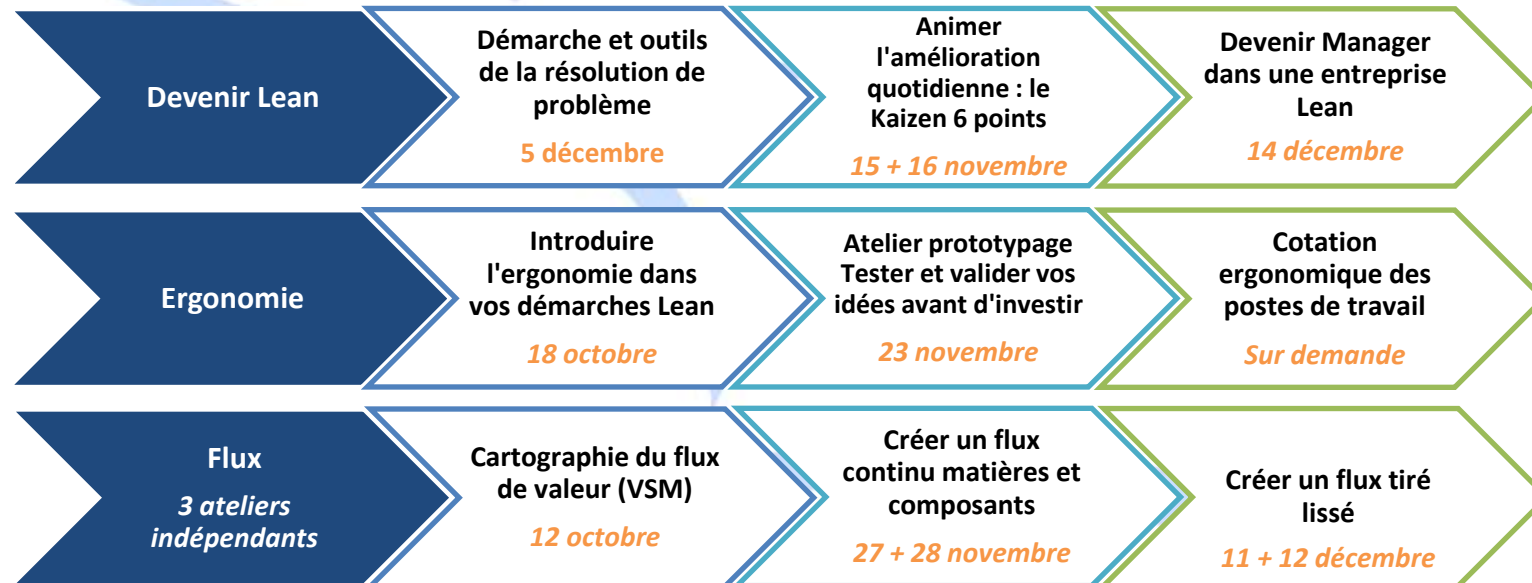 Devenir Lean
Démarche et outils
de la résolution de
problème
5 décembre
Animer
l'amélioration
quotidienne : le
Kaizen 6 points
15 + 16 novembre
Devenir Manager
dans une entreprise
Lean
14 décembre
Ergonomie
Introduire
l'ergonomie dans
vos démarches Lean
18 octobre
Atelier prototypage
Tester et valider vos
idées avant d'investir
23 novembre
Cotation
ergonomique des
postes de travail
Sur demande
Flux
3 ateliers
indépendants
Cartographie du flux
de valeur (VSM)
12 octobre
Créer un flux
continu matières et
composants
27 + 28 novembre
Créer un flux tiré
lissé
11 + 12 décembre